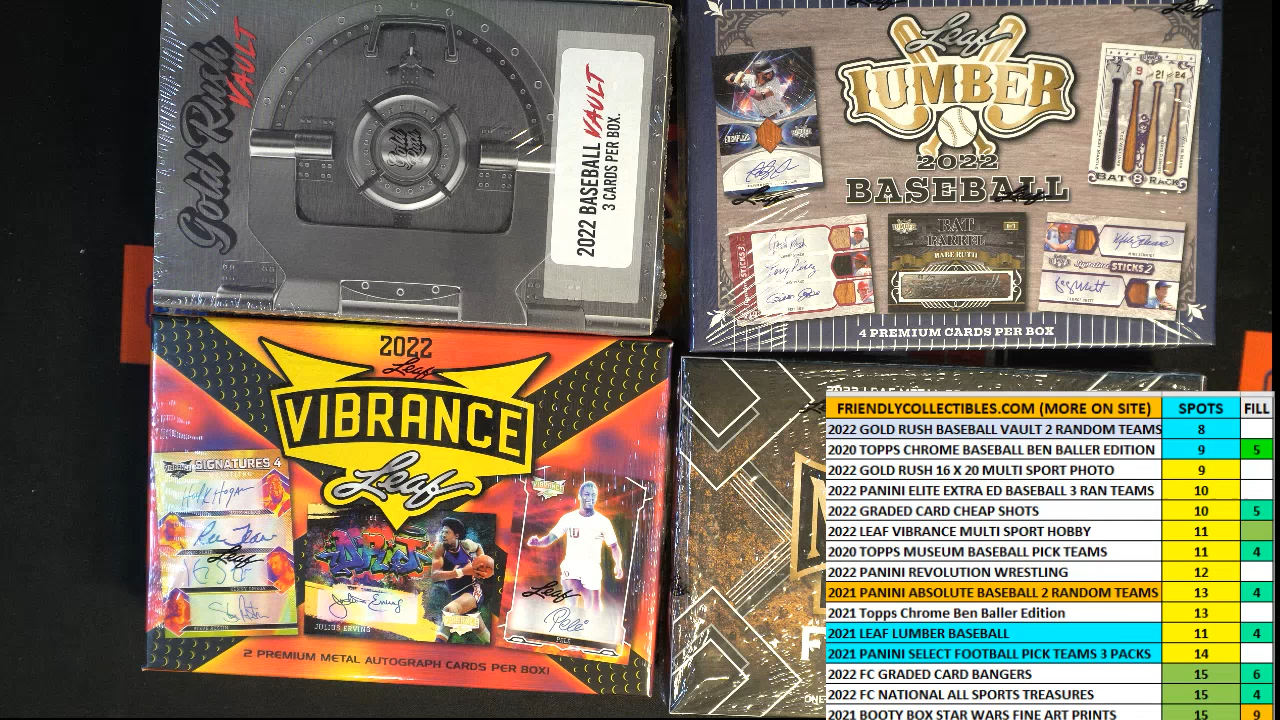 Gold Rush
VAULT
2022 BASEBALL VAULT
3 CARDS PER BOX.
Leaf
LUMBER
2022
BASEBALL
BAT 8 RACK
7 9 21 24
BAT
BARREL
BABE RUTH
Signature STICKS 2
4 PREMIUM CARDS PER BOX
2022
Leaf
VIBRANCE
Leaf
SIGNATURES 4
JULIUS ERVING
VIBRANCE
Leaf
PELE
2 PREMIUM METAL AUTOGRAPH CARDS PER BOX!
FRIENDLYCOLLECTIBLES.COM (MORE ON SITE) SPOTS FILL
2022 GOLD RUSH BASEBALL VAULT 2 RANDOM TEAMS 8
2020 TOPPS CHROME BASEBALL BEN BALLER EDITION 9 5
2022 GOLD RUSH 16 X 20 MULTI SPORT PHOTO 9
2022 PANINI ELITE EXTRA ED BASEBALL 3 RAN TEAMS 10
2022 GRADED CARD CHEAP SHOTS 10 5
2022 LEAF VIBRANCE MULTI SPORT HOBBY 11
2020 TOPPS MUSEUM BASEBALL PICK TEAMS 11 4
2022 PANINI REVOLUTION WRESTLING 12
2021 PANINI ABSOLUTE BASEBALL 2 RANDOM TEAMS 13 4
2021 Topps Chrome Ben Baller Edition 13
2021 LEAF LUMBER BASEBALL 11 4
2021 PANINI SELECT FOOTBALL PICK TEAMS 3 PACKS 14
2022 FC GRADED CARD BANGERS 15 6
2022 FC NATIONAL ALL SPORTS TREASURES 15 4
2021 BOOTY BOX STAR WARS FINE ART PRINTS 15 9